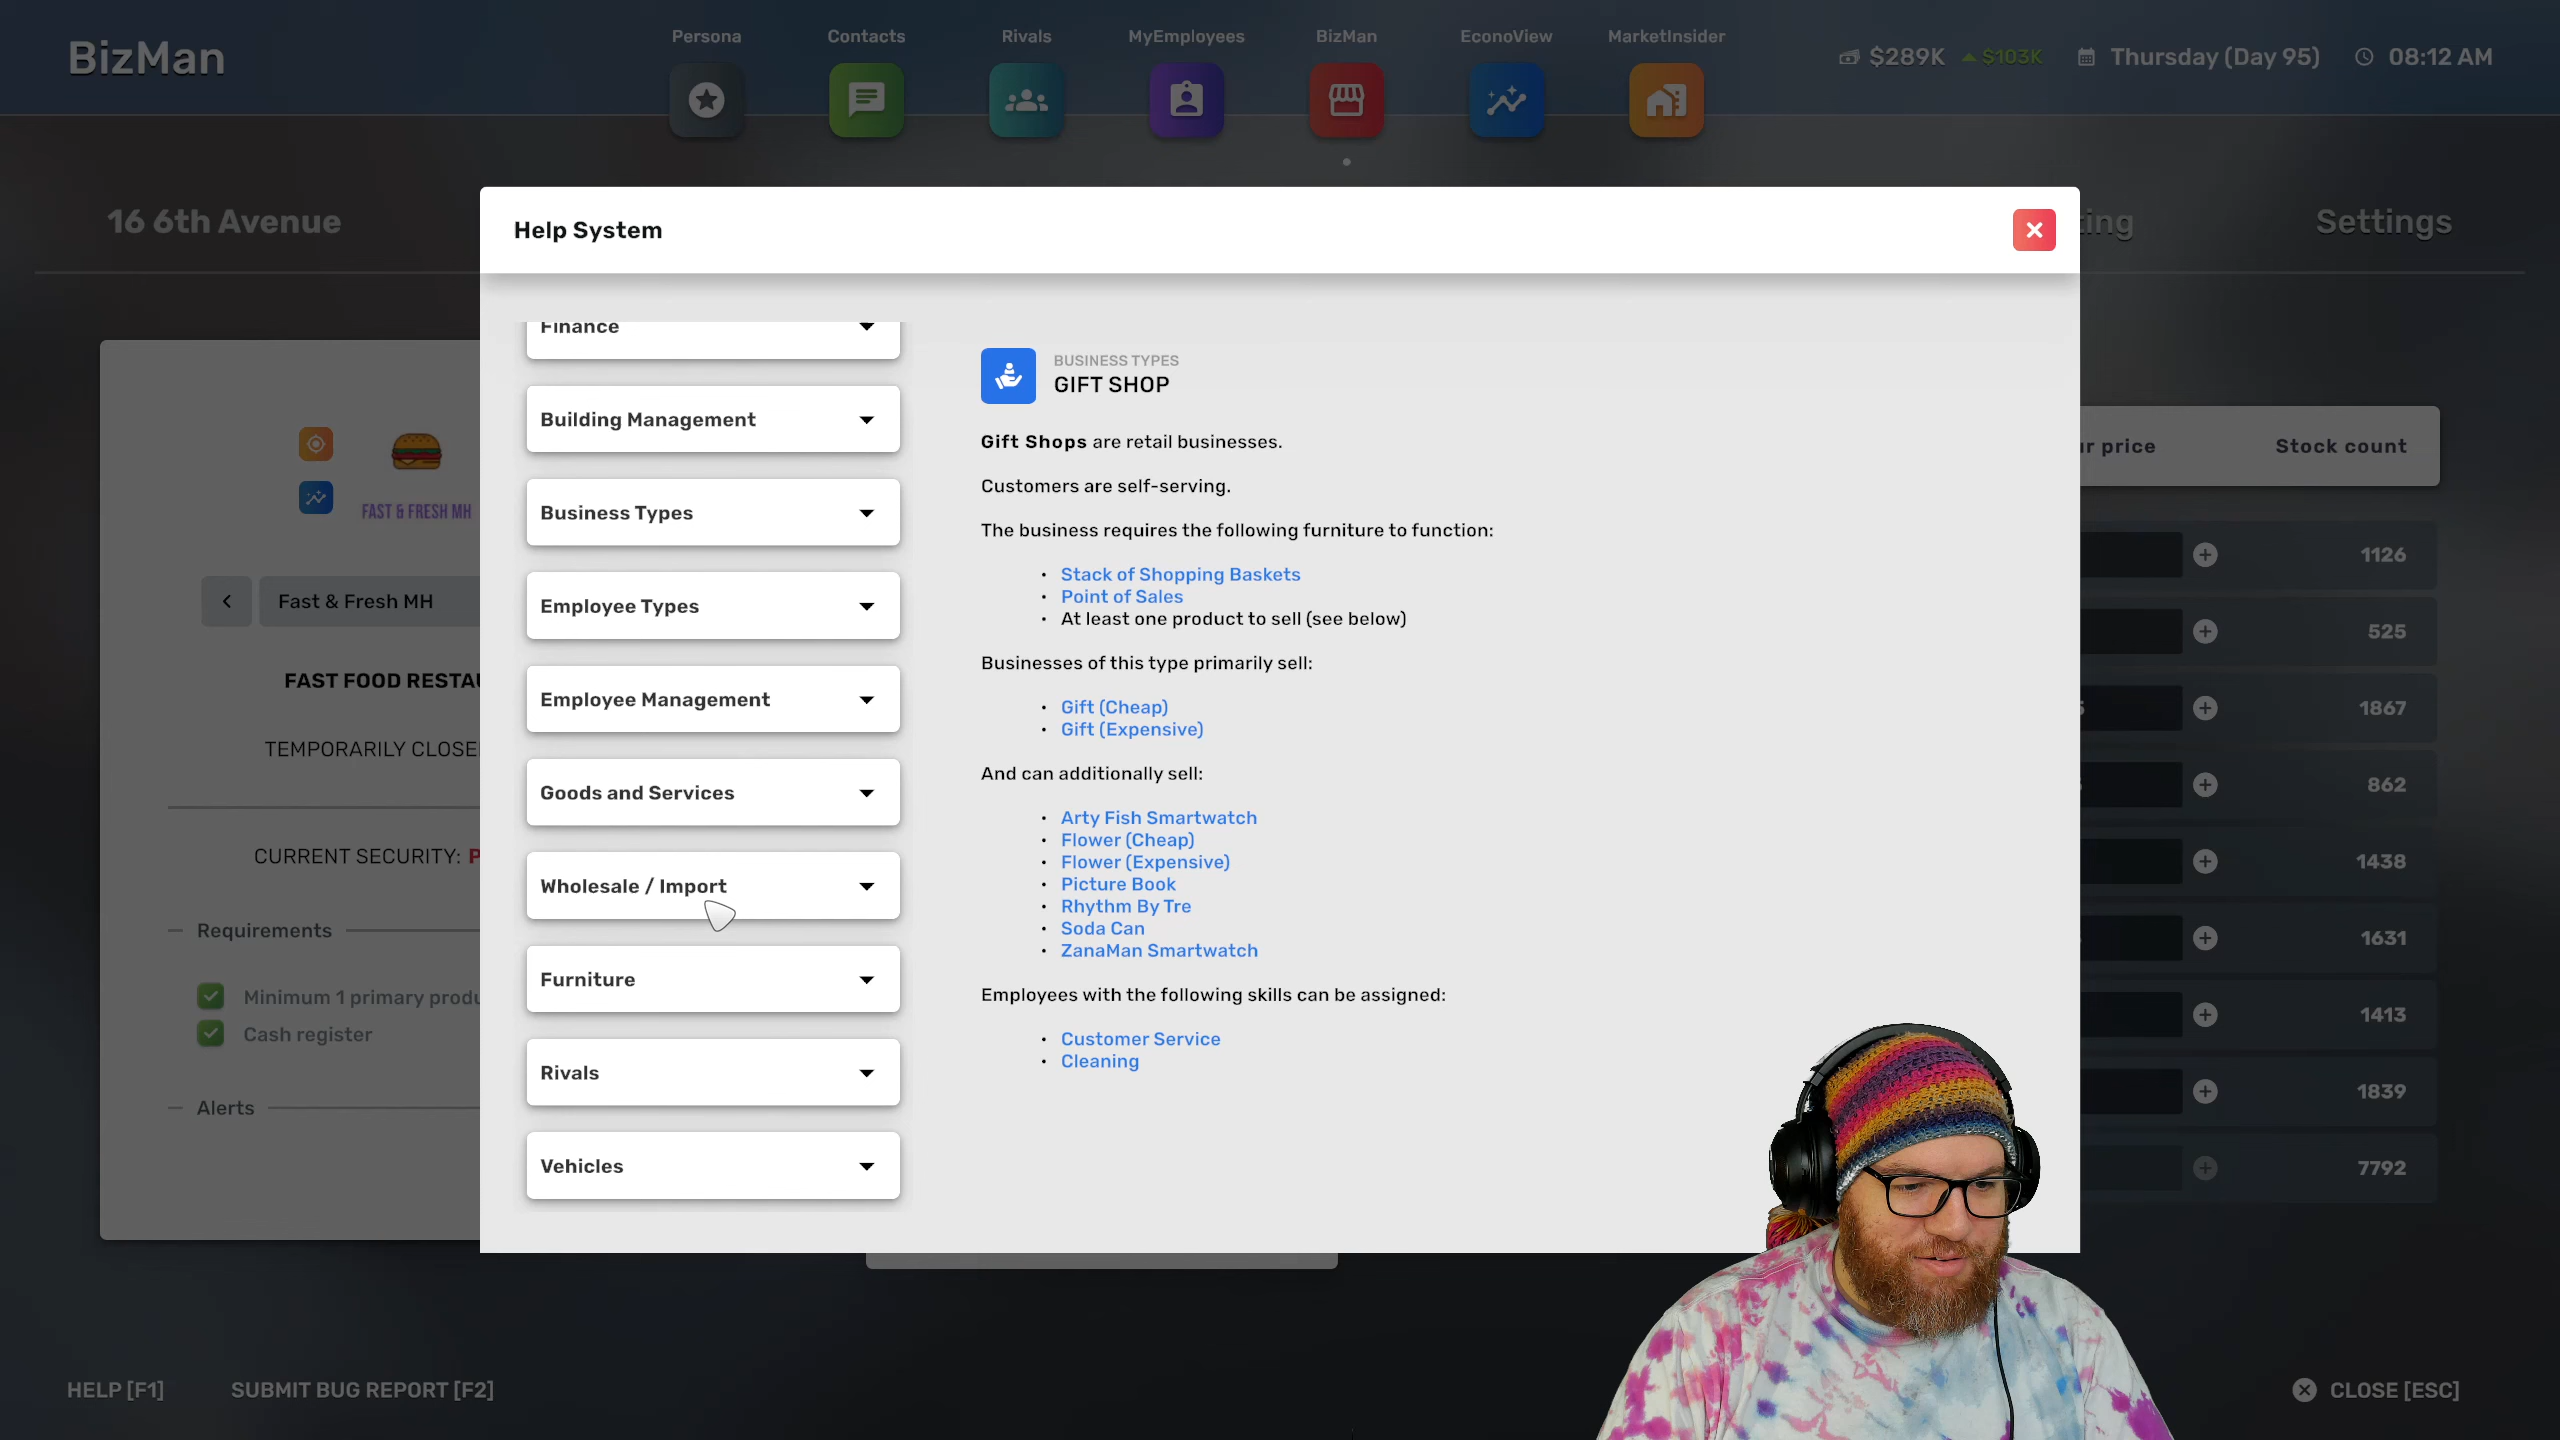 BizMan
Persona
Contacts
Rivals
MyEmployees
BizMan
EconoView
MarketInsider
$289K
$103K
Thursday (Day 95)
08:12 AM
16 6th Avenue
Settings
Help System
Finance
Building Management
Business Types
Employee Types
Employee Management
Goods and Services
Wholesale / Import
Furniture
Rivals
Vehicles
BUSINESS TYPES
GIFT SHOP
Gift Shops are retail businesses.
Customers are self-serving.
The business requires the following furniture to function:
• Stack of Shopping Baskets
• Point of Sales
• At least one product to sell (see below)
Businesses of this type primarily sell:
• Gift (Cheap)
• Gift (Expensive)
And can additionally sell:
• Arty Fish Smartwatch
• Flower (Cheap)
• Flower (Expensive)
• Picture Book
• Rhythm By Tre
• Soda Can
• ZanaMan Smartwatch
Employees with the following skills can be assigned:
• Customer Service
• Cleaning
FAST & FRESH MH
Fast & Fresh MH
FAST FOOD RESTAU
TEMPORARILY CLOSE
CURRENT SECURITY: P
Requirements
Minimum 1 primary produ
Cash register
Alerts
price
Stock count
1126
525
1867
862
1438
1631
1413
1839
7792
HELP [F1]
SUBMIT BUG REPORT [F2]
CLOSE [ESC]